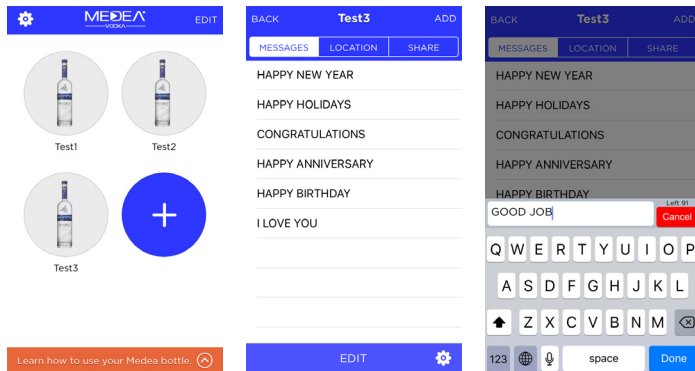 MEDEA
VODKA
EDIT
Test1
Test2
Test3
Learn how to use your Medea bottle.
BACK
Test3
ADD
MESSAGES
LOCATION
SHARE
HAPPY NEW YEAR
HAPPY HOLIDAYS
CONGRATULATIONS
HAPPY ANNIVERSARY
HAPPY BIRTHDAY
I LOVE YOU
EDIT
BACK
Test3
ADD
MESSAGES
LOCATION
SHARE
HAPPY NEW YEAR
HAPPY HOLIDAYS
CONGRATULATIONS
HAPPY ANNIVERSARY
HAPPY BIRTHDAY
Left 91
GOOD JOB
Cancel
Q W E R T Y U I O P
A S D F G H J K L
Z X C V B N M
123
space
Done